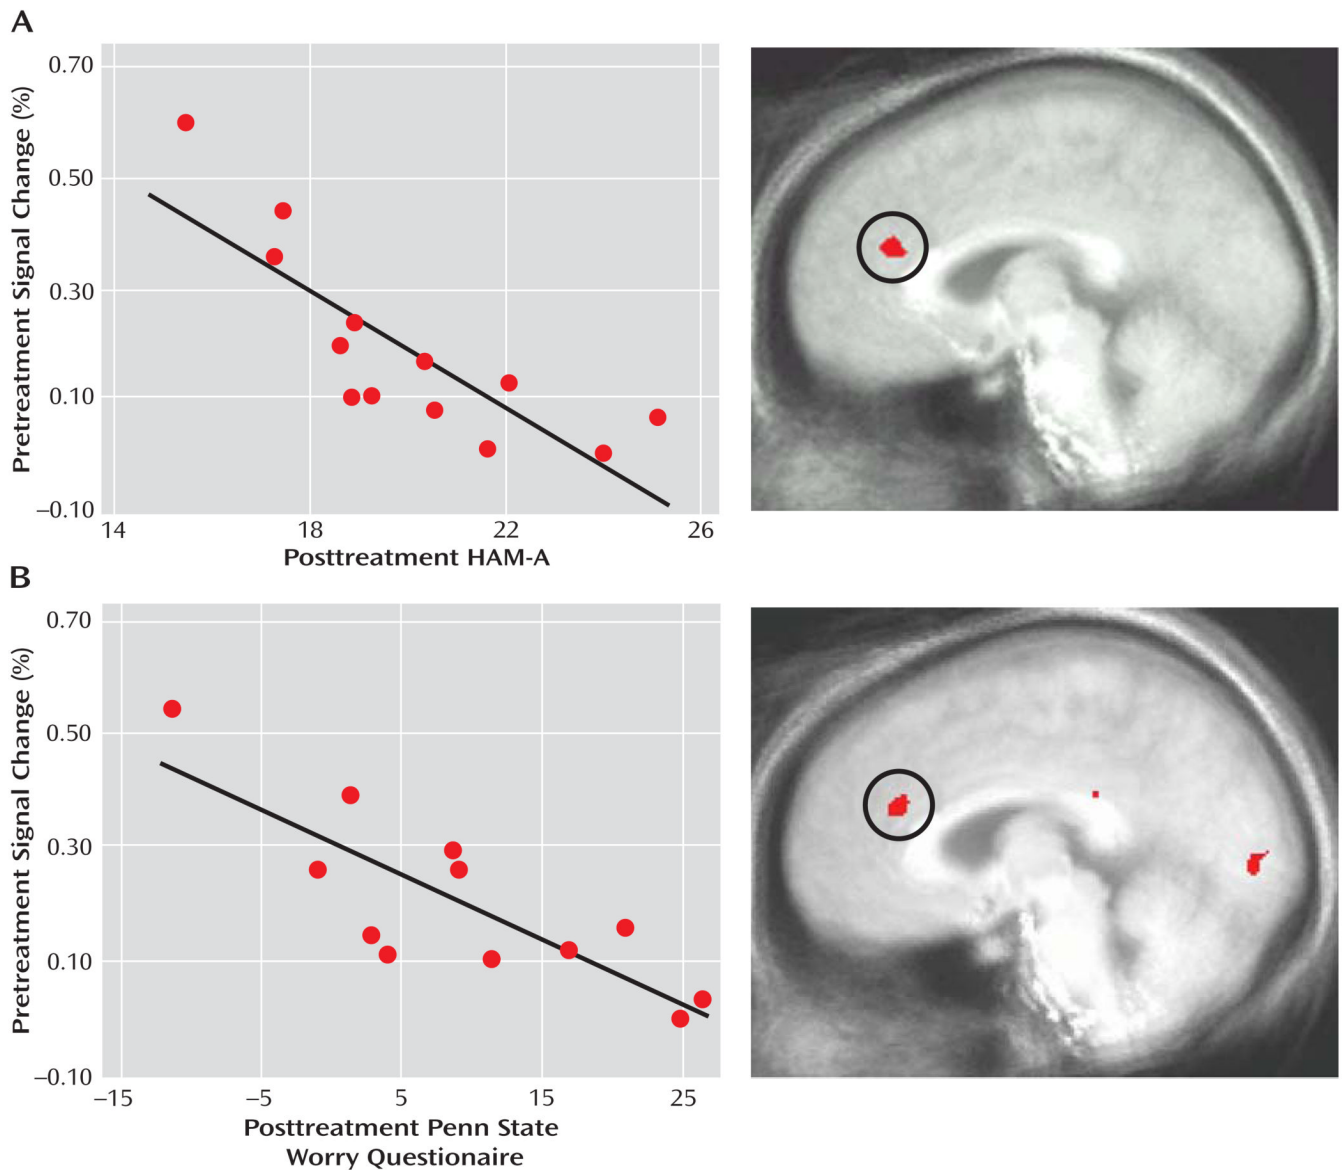 A
Pretreatment Signal Change (%)
0.70
0.50
0.30
0.10
–0.10
14 18 22 26
Posttreatment HAM-A
B
Pretreatment Signal Change (%)
0.70
0.50
0.30
0.10
–0.10
–15 –5 5 15 25
Posttreatment Penn State
Worry Questionaire